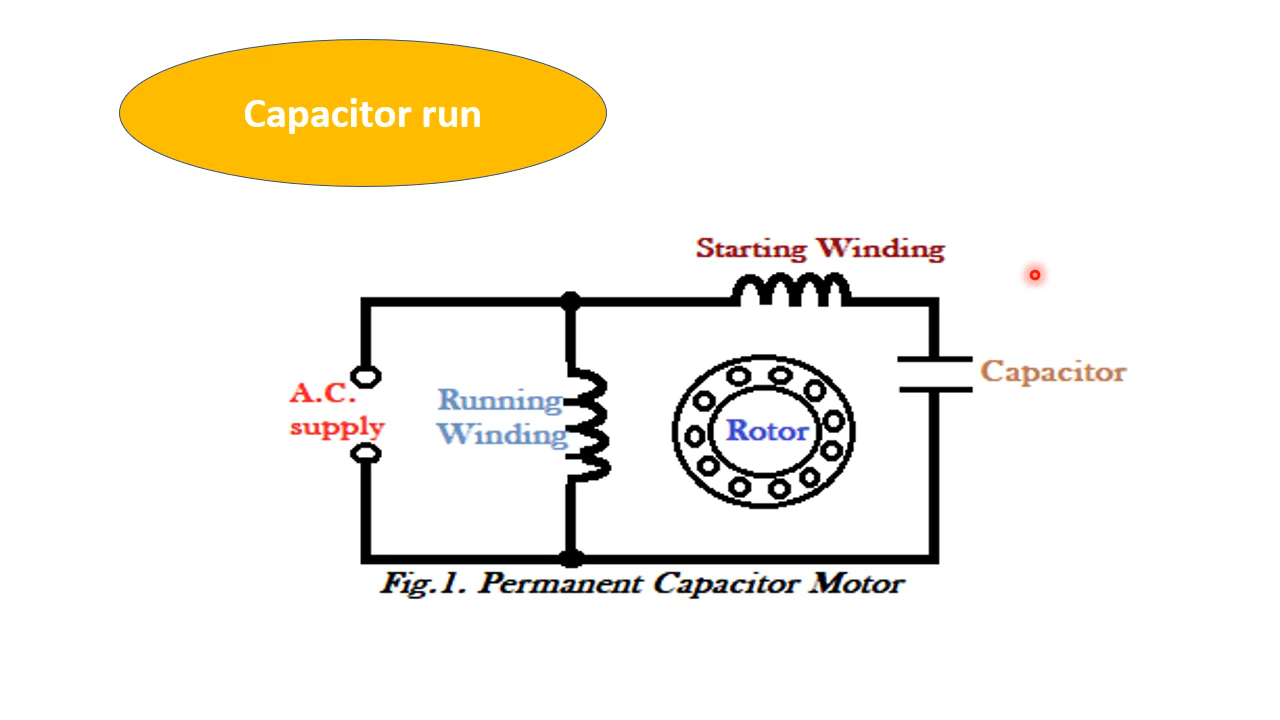 Capacitor run
Starting Winding
A.C.
supply
Running
Winding
Rotor
Capacitor
Fig.1. Permanent Capacitor Motor